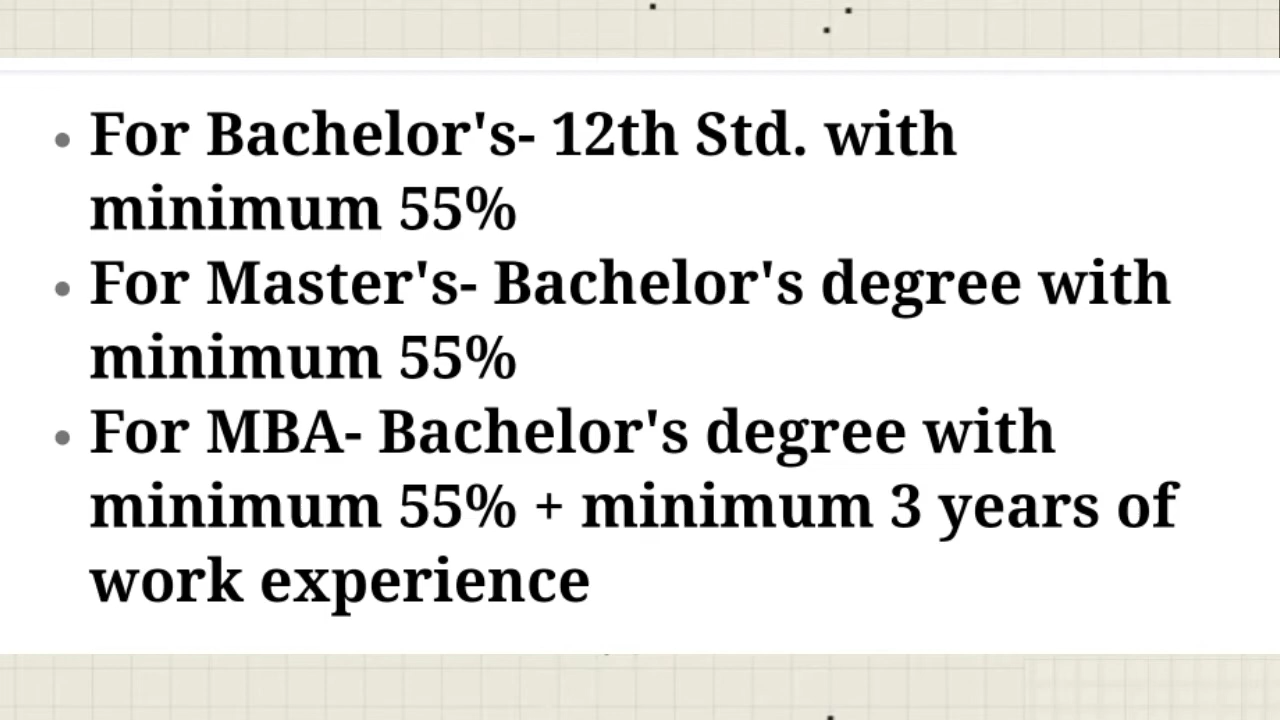 • For Bachelor's- 12th Std. with
minimum 55%
• For Master's- Bachelor's degree with
minimum 55%
• For MBA- Bachelor's degree with
minimum 55% + minimum 3 years of
work experience